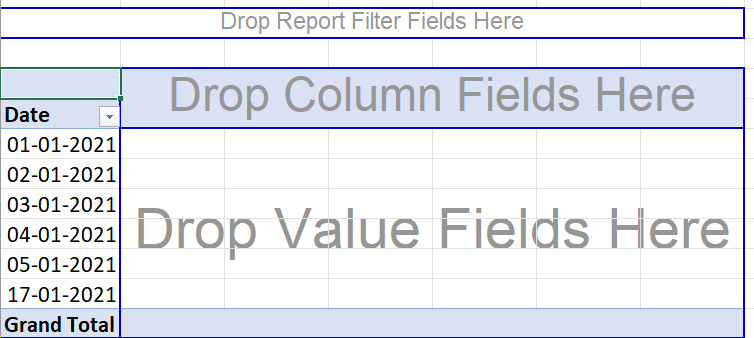 Drop Report Filter Fields Here
Drop Column Fields Here
Date
01-01-2021
02-01-2021
03-01-2021
04-01-2021
05-01-2021
17-01-2021
Drop Value Fields Here
Grand Total